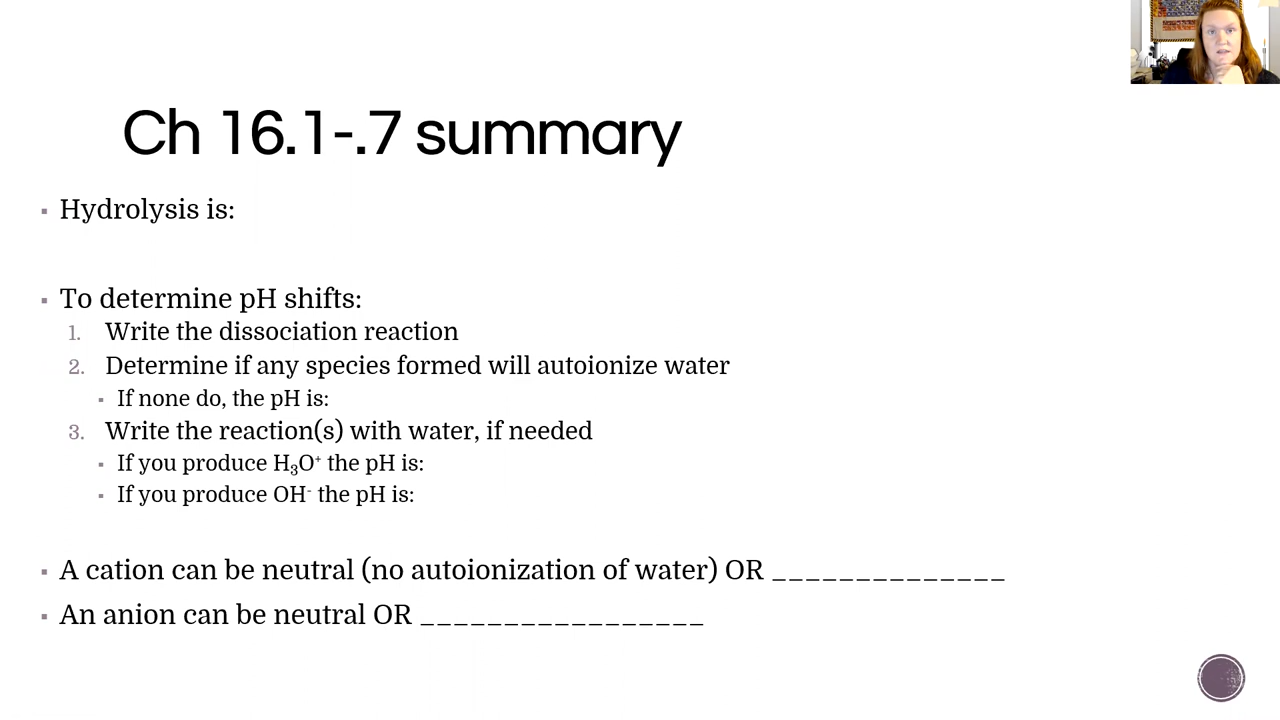 Ch 16.1-.7 summary
▪ Hydrolysis is:
▪ To determine pH shifts:
1. Write the dissociation reaction
2. Determine if any species formed will autoionize water
▪ If none do, the pH is:
3. Write the reaction(s) with water, if needed
▪ If you produce H₃O⁺ the pH is:
▪ If you produce OH⁻ the pH is:
▪ A cation can be neutral (no autoionization of water) OR ______________
▪ An anion can be neutral OR _________________